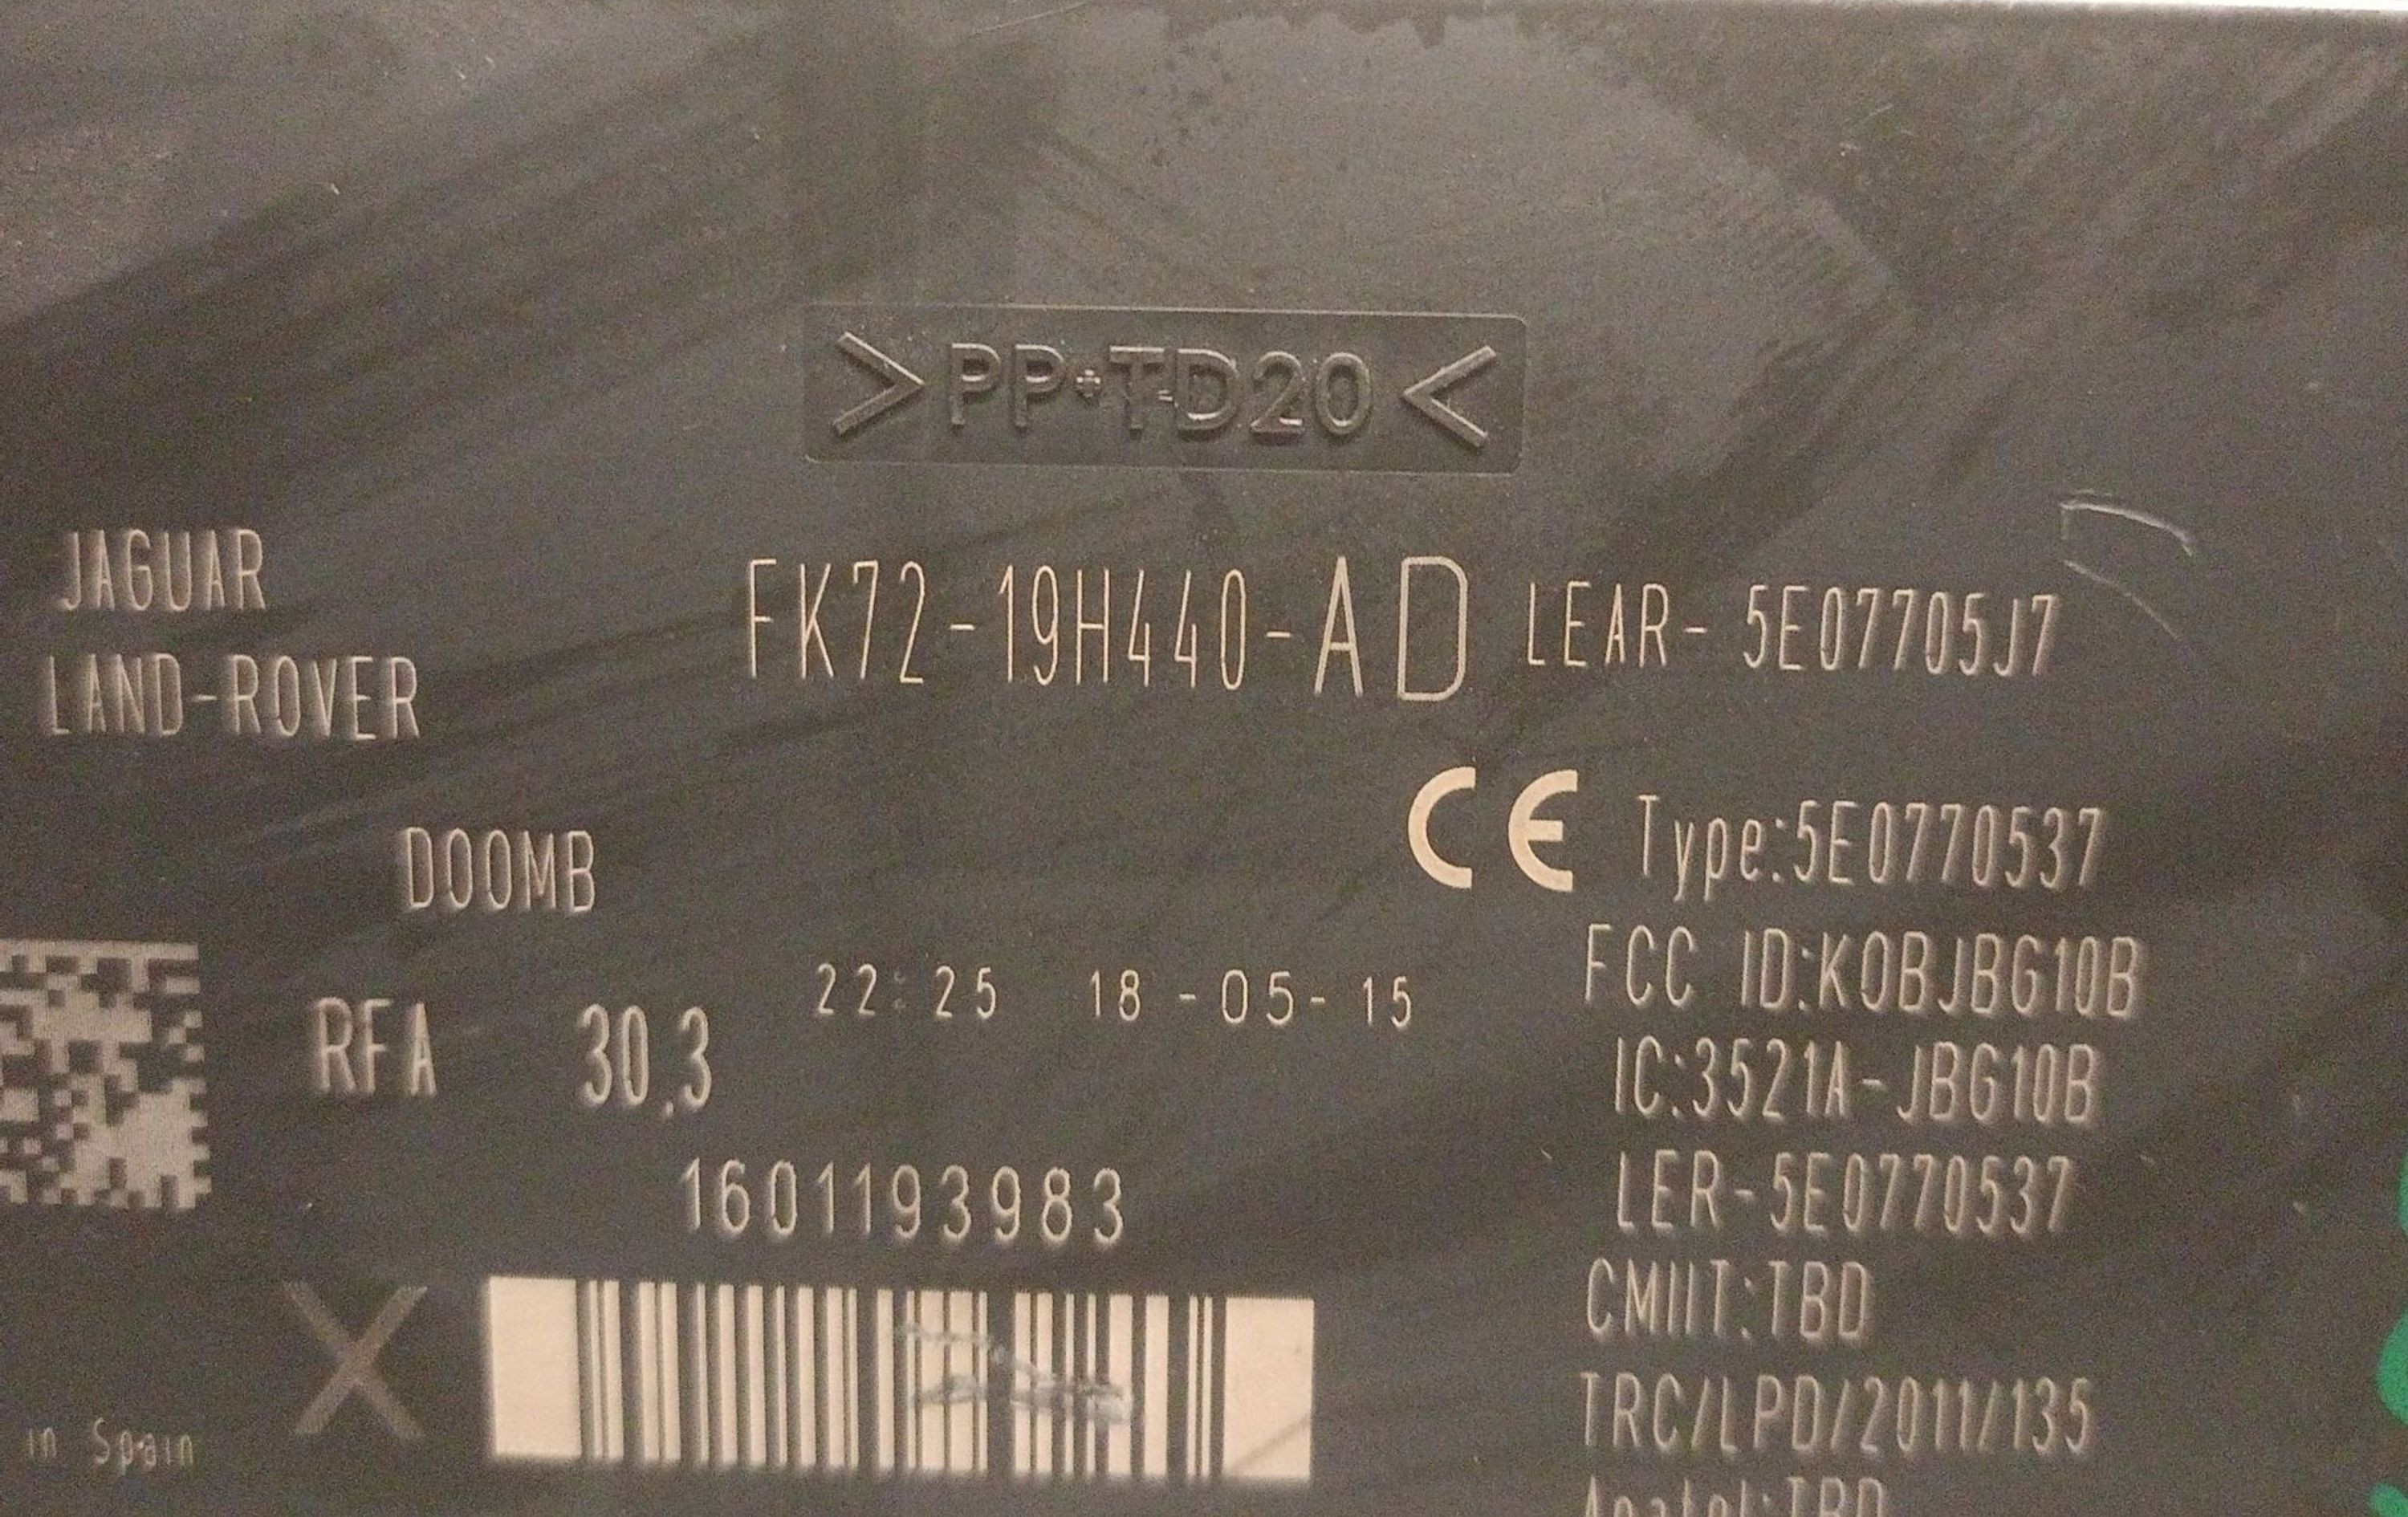 >PP+TD20<
JAGUAR
LAND-ROVER
FK72-19H440-AD LEAR- 5E07705J7
CE Type:5E0770537
DOOMB
FCC ID:KOBJBG10B
22:25 18-05-15
RFA 30.3
IC:3521A-JBG10B
1601193983
LER-5E0770537
CMIIT:TBD
TRC/LPD/2011/135
X
in Spain
Anatel:TBD